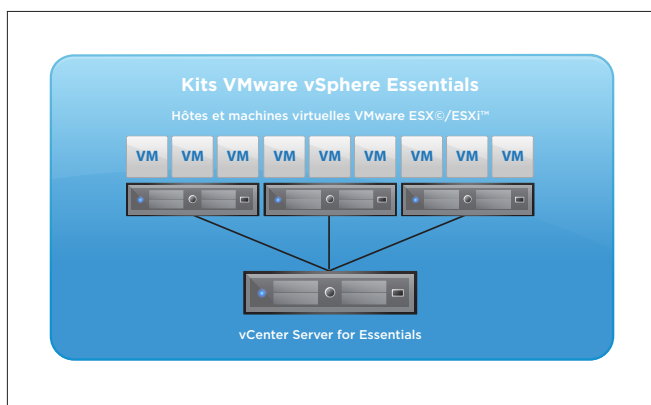 Kits VMware vSphere Essentials
Hôtes et machines virtuelles VMware ESX©/ESXi™
VM VM VM VM VM VM VM VM VM
vCenter Server for Essentials